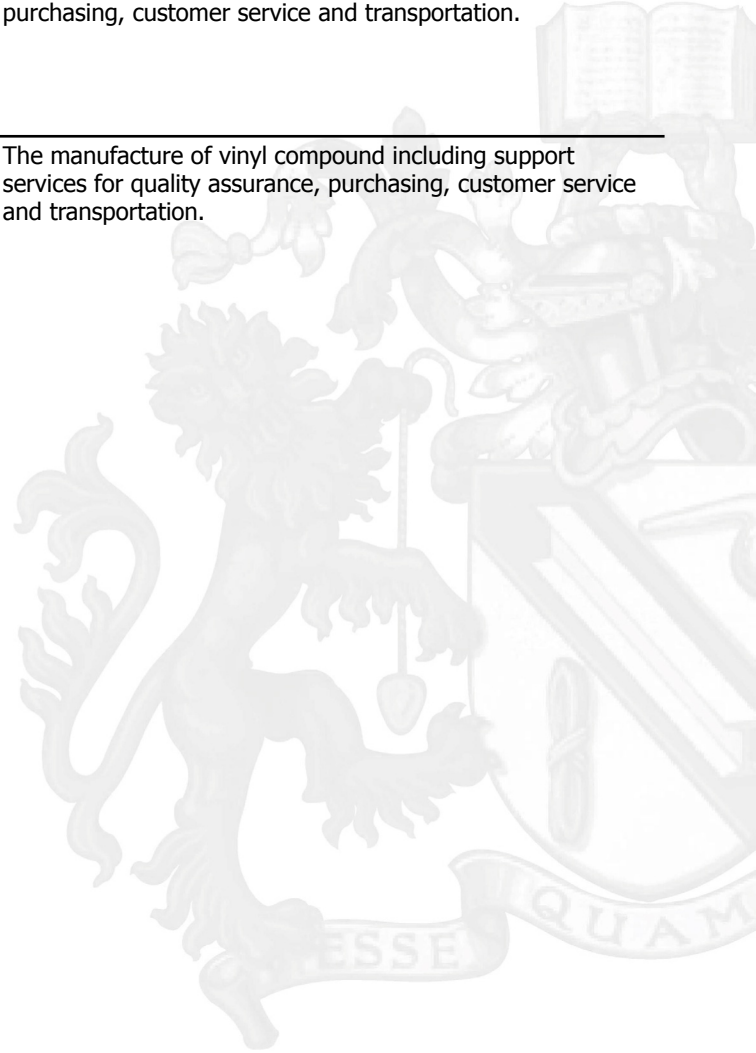 purchasing, customer service and transportation.
The manufacture of vinyl compound including support
services for quality assurance, purchasing, customer service
and transportation.
ESSE
QUAM